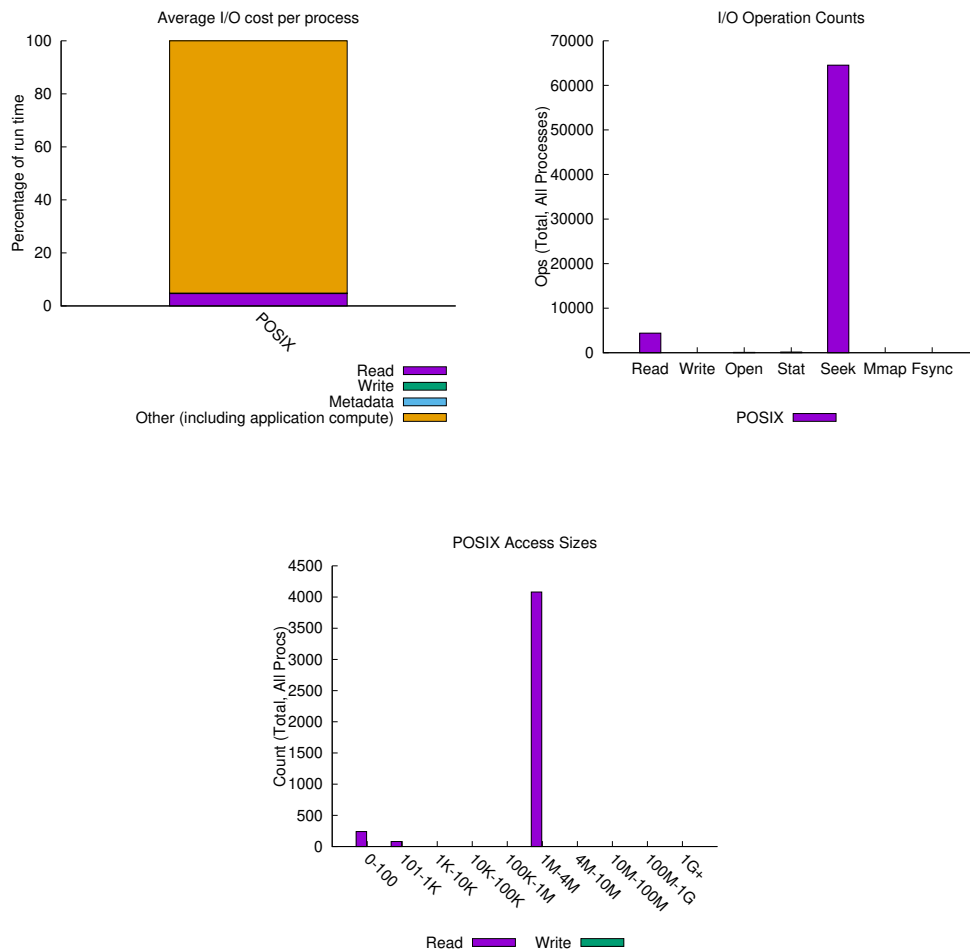 Average I/O cost per process
Percentage of run time
100
80
60
40
20
0
POSIX
Read
Write
Metadata
Other (including application compute)
I/O Operation Counts
Ops (Total, All Processes)
70000
60000
50000
40000
30000
20000
10000
0
Read Write Open Stat Seek Mmap Fsync
POSIX
POSIX Access Sizes
Count (Total, All Procs)
4500
4000
3500
3000
2500
2000
1500
1000
500
0
0-100
101-1K
1K-10K
10K-100K
100K-1M
1M-4M
4M-10M
10M-100M
100M-1G
1G+
Read Write